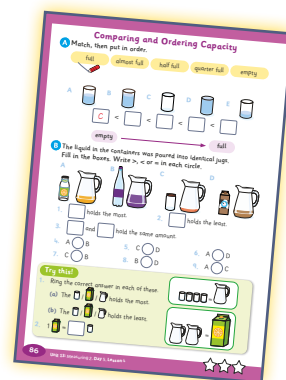 Comparing and Ordering Capacity
A Match, then put in order.
full almost full half full quarter full empty
A B C D E
C < < < <
empty full
B The liquid in the containers was poured into identical jugs.
Fill in the boxes. Write >, < or = in each circle.
A B C D
1. holds the most. 2. holds the least.
3. and hold the same amount.
4. A B 5. C D 6. A D
7. C B 8. B D 9. A C
Try this!
1. Ring the correct answer in each of these.
(a) The / / holds the most.
(b) The / / holds the least.
2. 1 =
=
86